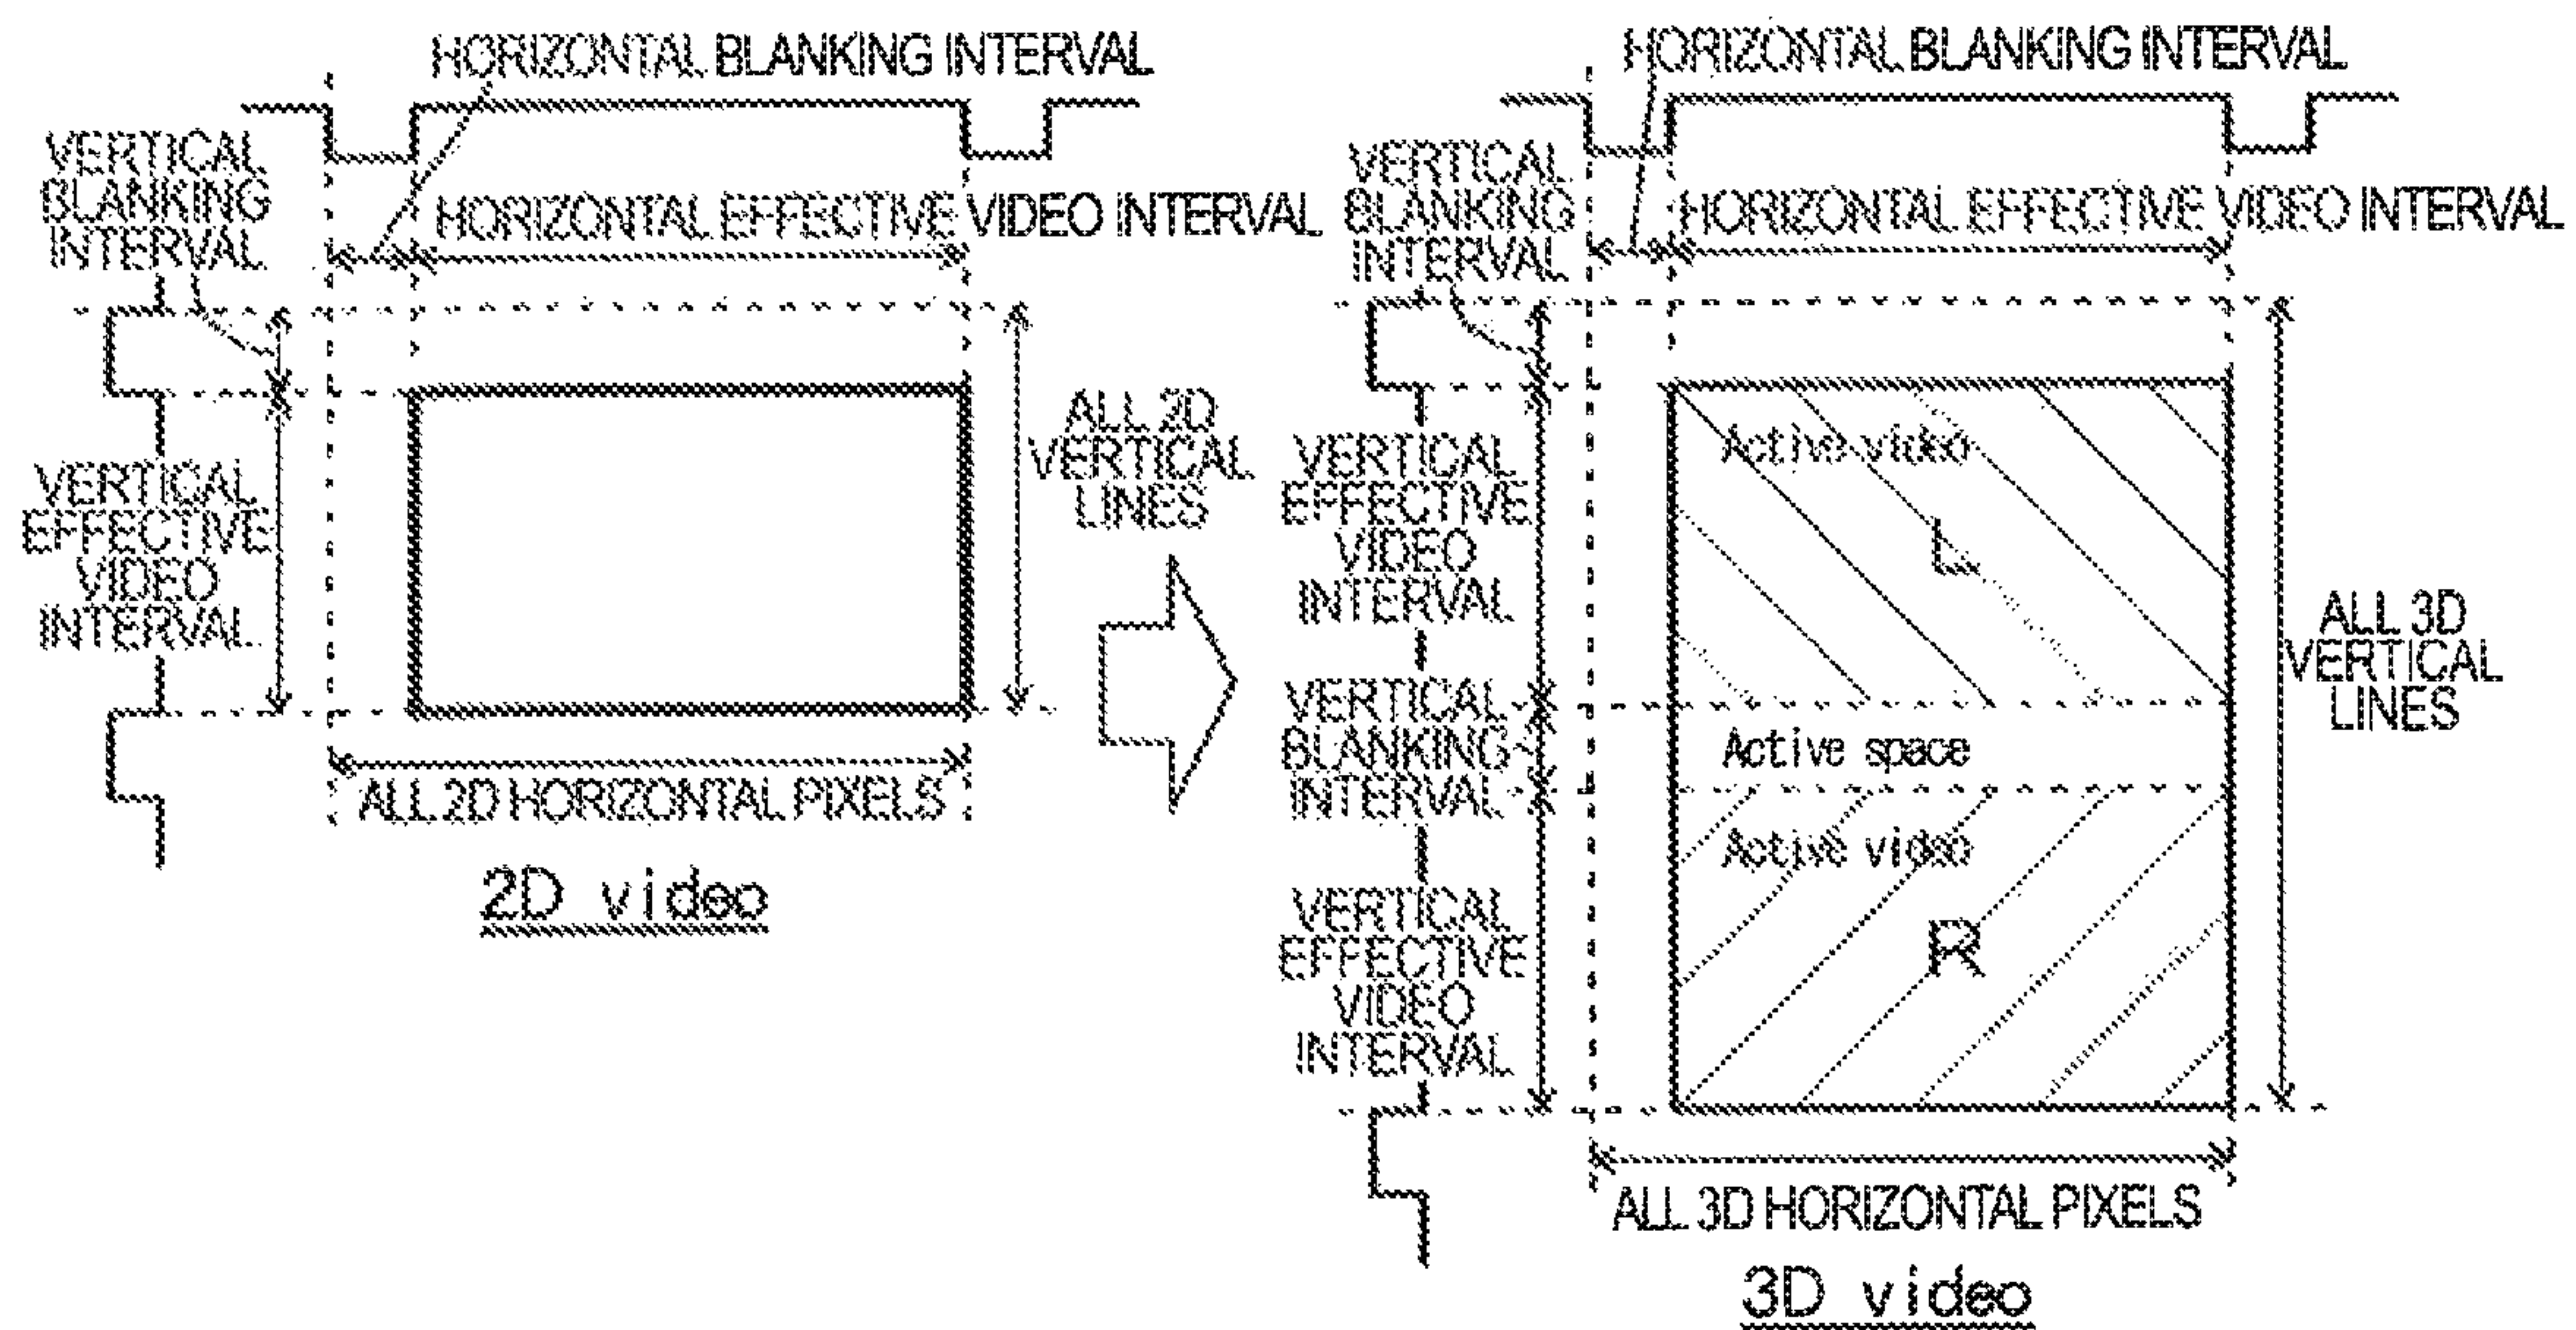 HORIZONTAL BLANKING INTERVAL
VERTICAL
BLANKING
INTERVAL
HORIZONTAL EFFECTIVE VIDEO INTERVAL
VERTICAL
EFFECTIVE
VIDEO
INTERVAL
ALL 2D
VERTICAL
LINES
ALL 2D HORIZONTAL PIXELS
2D video
HORIZONTAL BLANKING INTERVAL
VERTICAL
BLANKING
INTERVAL
HORIZONTAL EFFECTIVE VIDEO INTERVAL
VERTICAL
EFFECTIVE
VIDEO
INTERVAL
Active video
L
VERTICAL
BLANKING
INTERVAL
Active space
Active video
R
VERTICAL
EFFECTIVE
VIDEO
INTERVAL
ALL 3D
VERTICAL
LINES
ALL 3D HORIZONTAL PIXELS
3D video